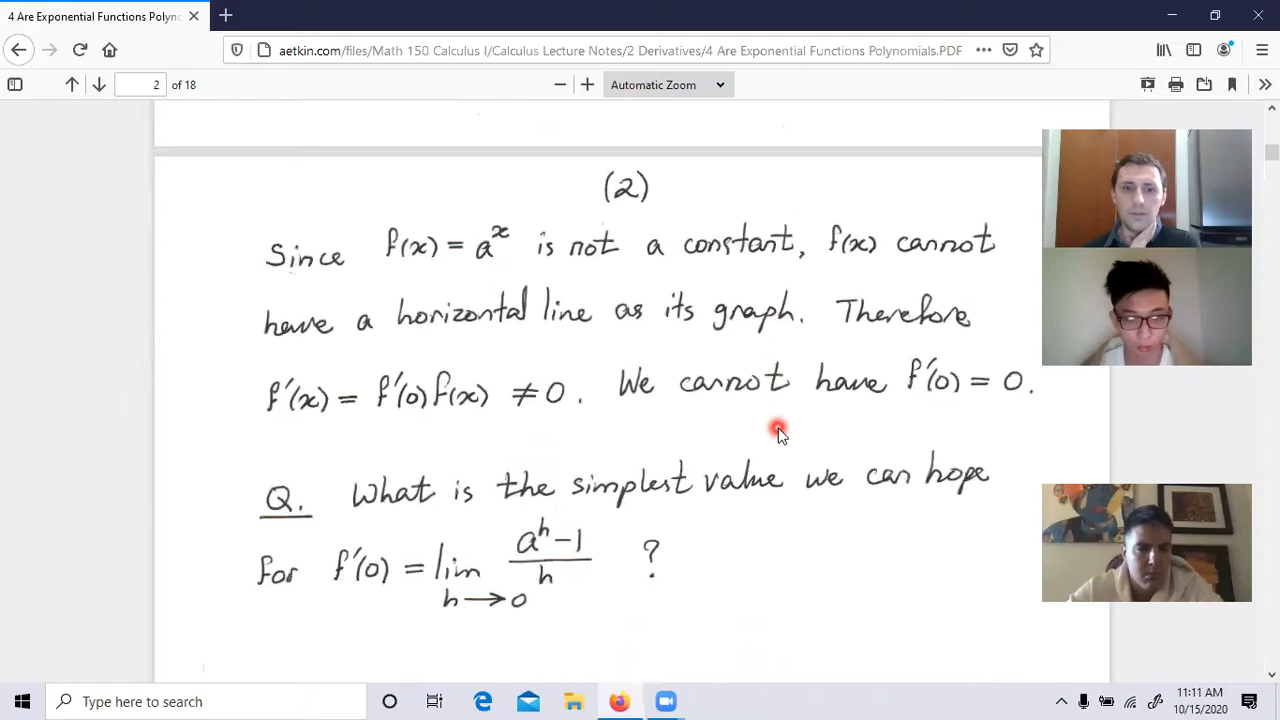 4 Are Exponential Functions Polync
aetkin.com/files/Math 150 Calculus I/Calculus Lecture Notes/2 Derivatives/4 Are Exponential Functions Polynomials.PDF
2 of 18
Automatic Zoom
(2)
Since f(x) = a^x is not a constant, f(x) cannot
have a horizontal line as its graph. Therefore
f'(x) = f'(0)f(x) ≠ 0. We cannot have f'(0) = 0.
Q. What is the simplest value we can hope
for f'(0) = lim h→0 (a^h - 1)/h ?
Type here to search
11:11 AM
10/15/2020